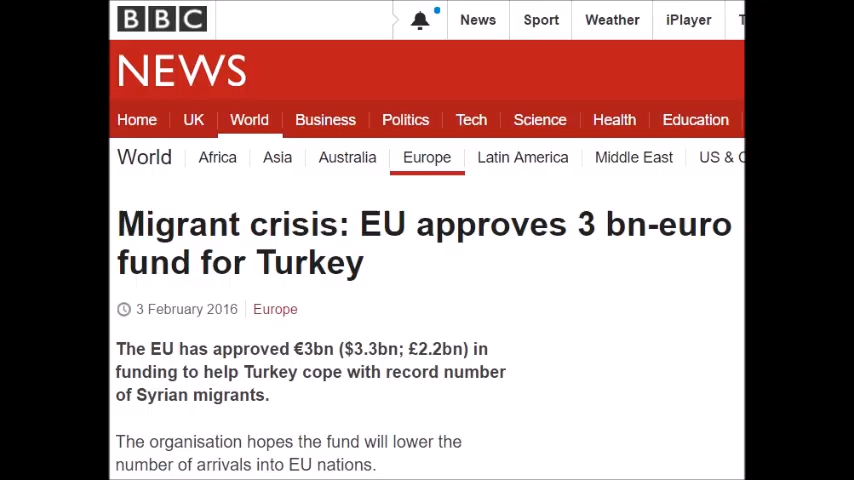 BBC News Sport Weather iPlayer
NEWS
Home UK World Business Politics Tech Science Health Education
World Africa Asia Australia Europe Latin America Middle East US &
Migrant crisis: EU approves 3 bn-euro
fund for Turkey
3 February 2016 Europe
The EU has approved €3bn ($3.3bn; £2.2bn) in
funding to help Turkey cope with record number
of Syrian migrants.
The organisation hopes the fund will lower the
number of arrivals into EU nations.